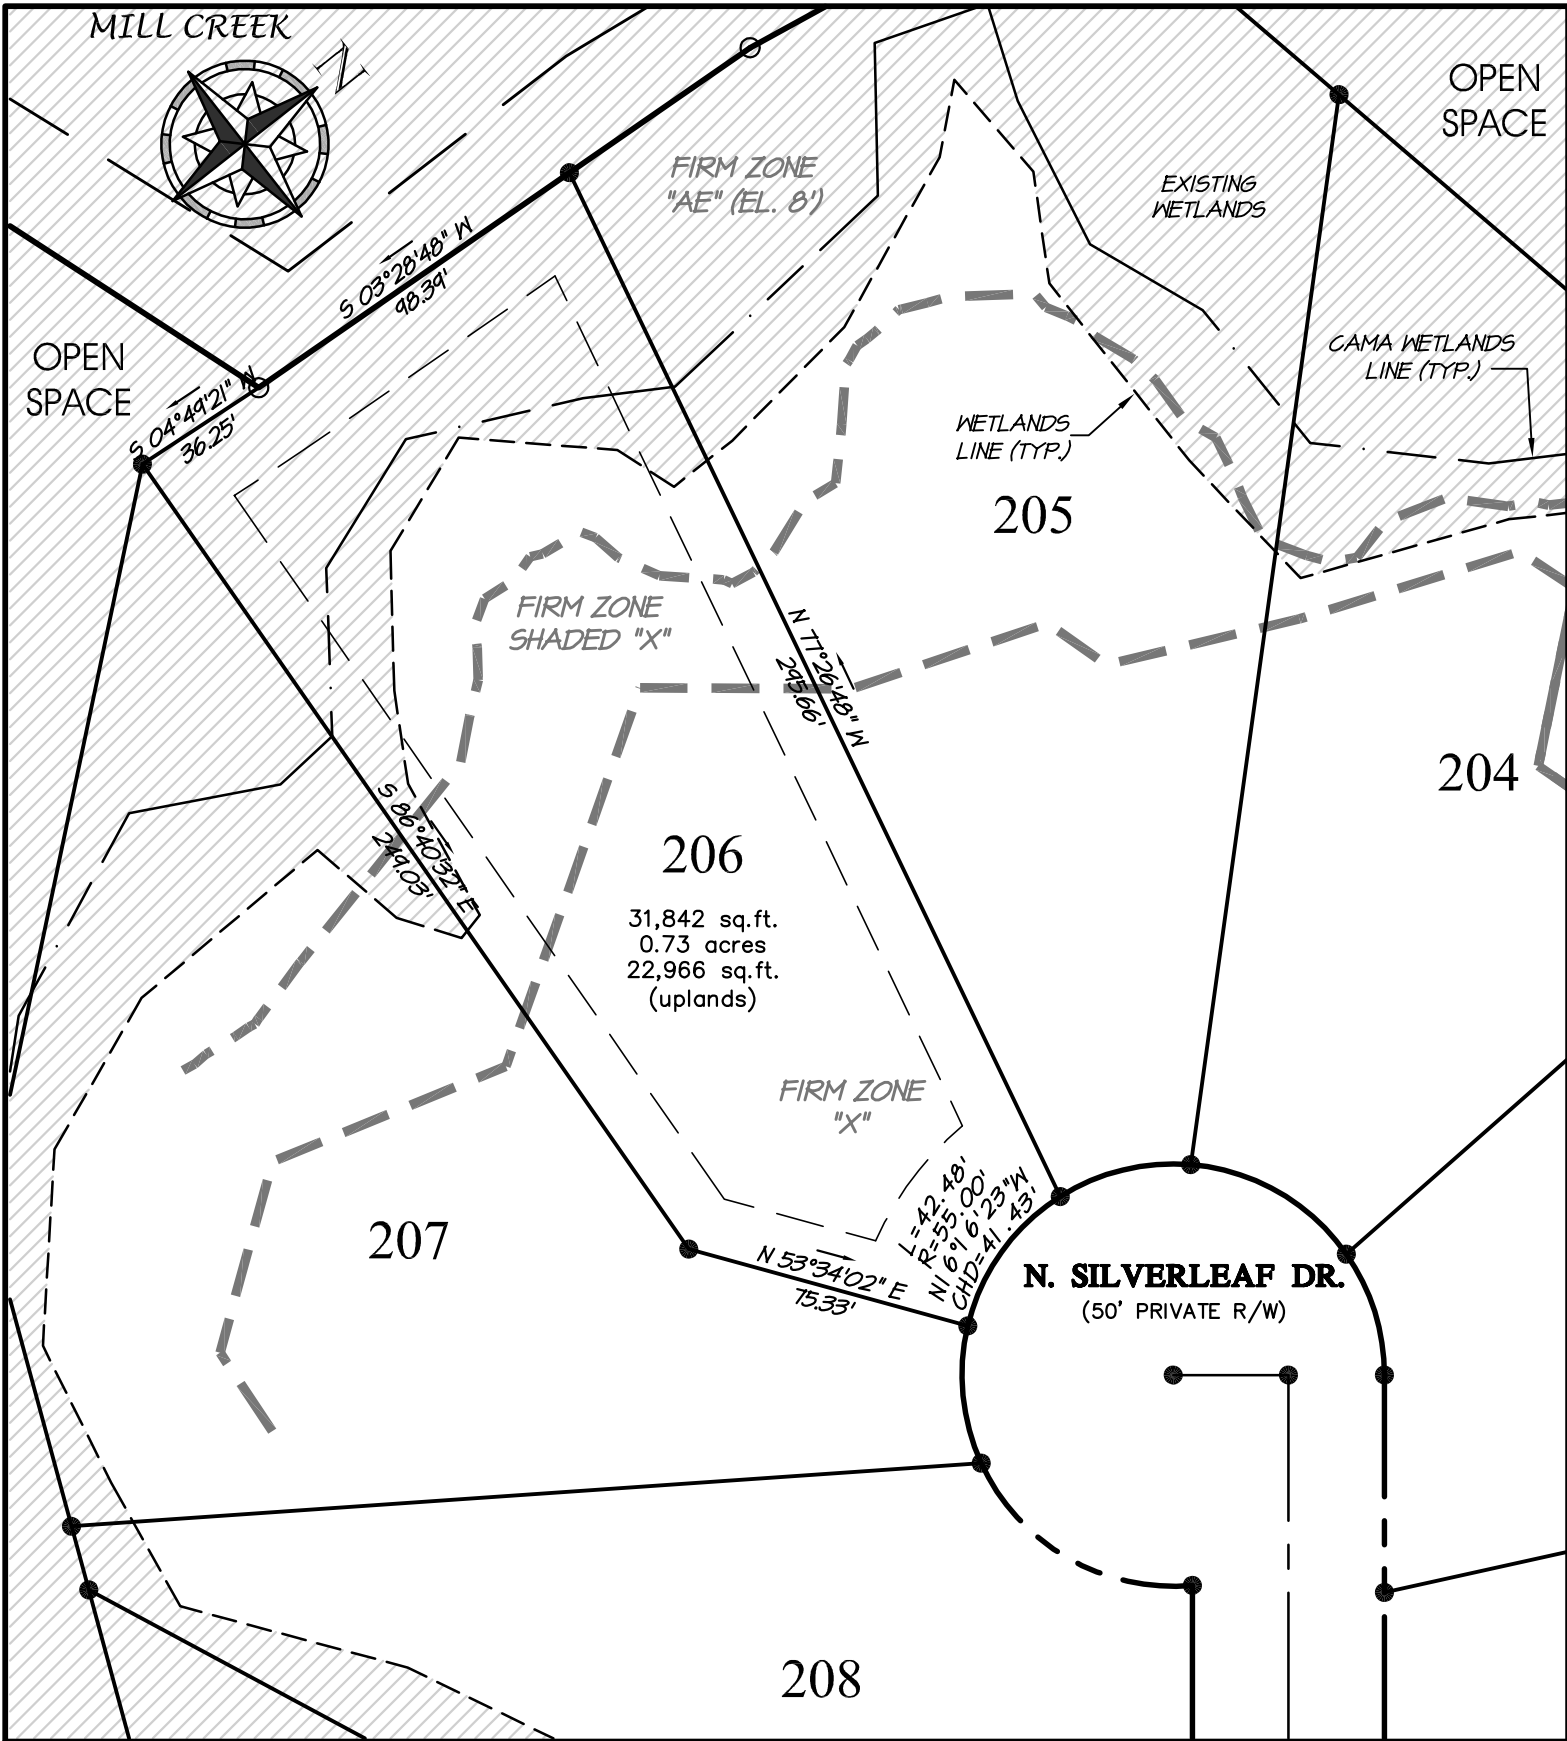 MILL CREEK
N
OPEN
SPACE
FIRM ZONE
"AE" (EL. 8')
EXISTING
WETLANDS
S 03°28'48" W
98.39'
OPEN
SPACE
CAMA WETLANDS
LINE (TYP.)
S 04°49'21" W
36.25'
WETLANDS
LINE (TYP.)
205
FIRM ZONE
SHADED "X"
N 77°26'48" W
295.66'
204
S 86°40'32" E
249.03'
206
31,842 sq.ft.
0.73 acres
22,966 sq.ft.
(uplands)
FIRM ZONE
"X"
L=42.48'
R=55.00'
N16°16'23"W
CHD=41.43'
207
N 53°34'02" E
75.33'
N. SILVERLEAF DR.
(50' PRIVATE R/W)
208